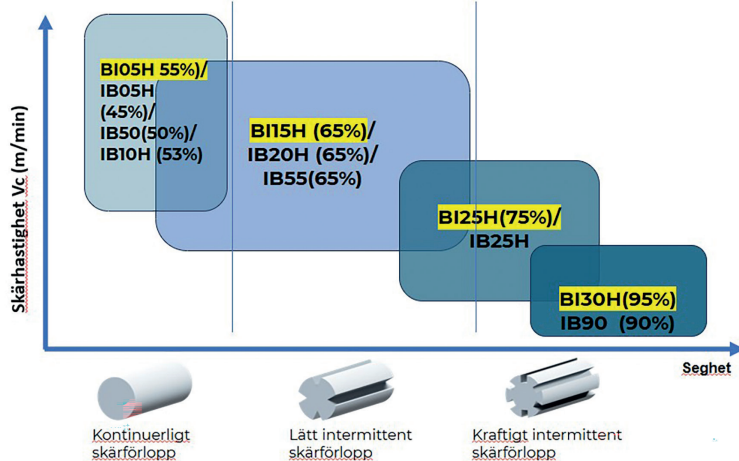 Skärhastighet Vc (m/min)
BI05H 55%)/
IB05H
(45%)/
IB50(50%)/
IB10H (53%)
BI15H (65%)/
IB20H (65%)/
IB55(65%)
BI25H(75%)/
IB25H
BI30H(95%)
IB90 (90%)
Seghet
Kontinuerligt
skärförlopp
Lätt intermittent
skärförlopp
Kraftigt intermittent
skärförlopp